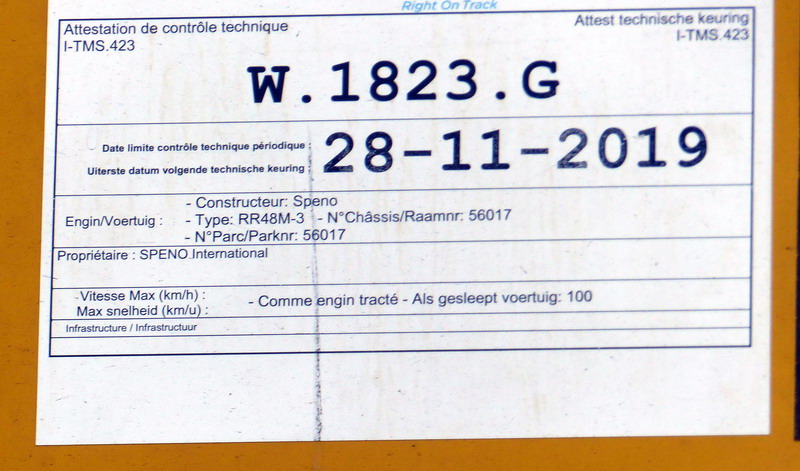 Right On Track
Attestation de contrôle technique
I-TMS.423
Attest technische keuring
I-TMS.423
W.1823.G
Date limite contrôle technique périodique :
Uiterste datum volgende technische keuring :
28-11-2019
Engin/Voertuig :
- Constructeur: Speno
- Type: RR48M-3 - N°Châssis/Raamnr: 56017
- N°Parc/Parknr: 56017
Propriétaire : SPENO International
Vitesse Max (km/h) :
Max snelheid (km/u) :
- Comme engin tracté - Als gesleept voertuig: 100
Infrastructure / Infrastructuur